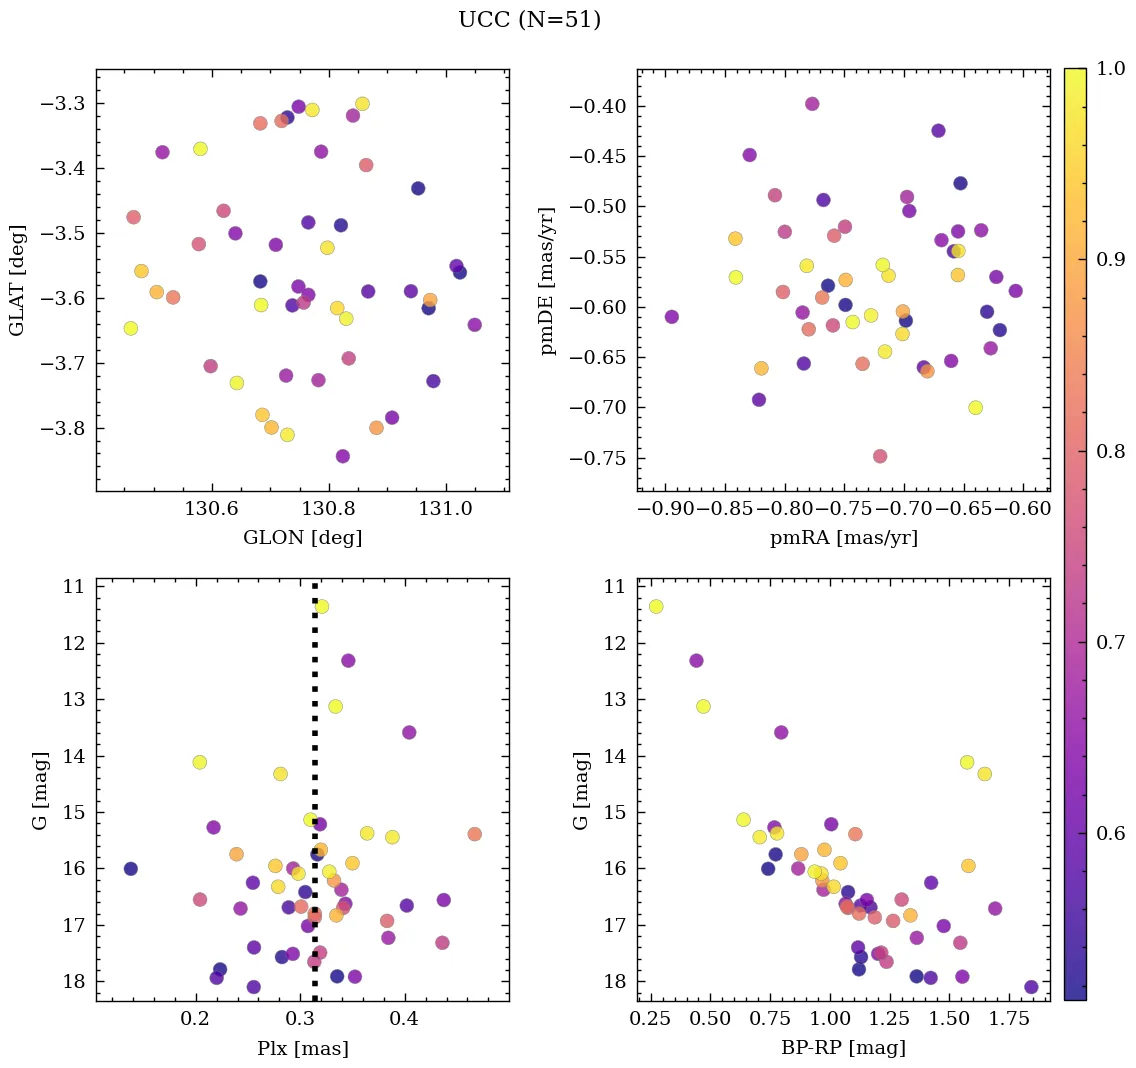 UCC (N=51)
−3.3
−3.4
−3.5
−3.6
−3.7
−3.8
GLAT [deg]
130.6 130.8 131.0
GLON [deg]
−0.40
−0.45
−0.50
−0.55
−0.60
−0.65
−0.70
−0.75
pmDE [mas/yr]
−0.90 −0.85 −0.80 −0.75 −0.70 −0.65 −0.60
pmRA [mas/yr]
11
12
13
14
15
16
17
18
G [mag]
0.2 0.3 0.4
Plx [mas]
11
12
13
14
15
16
17
18
G [mag]
0.25 0.50 0.75 1.00 1.25 1.50 1.75
BP-RP [mag]
1.0
0.9
0.8
0.7
0.6